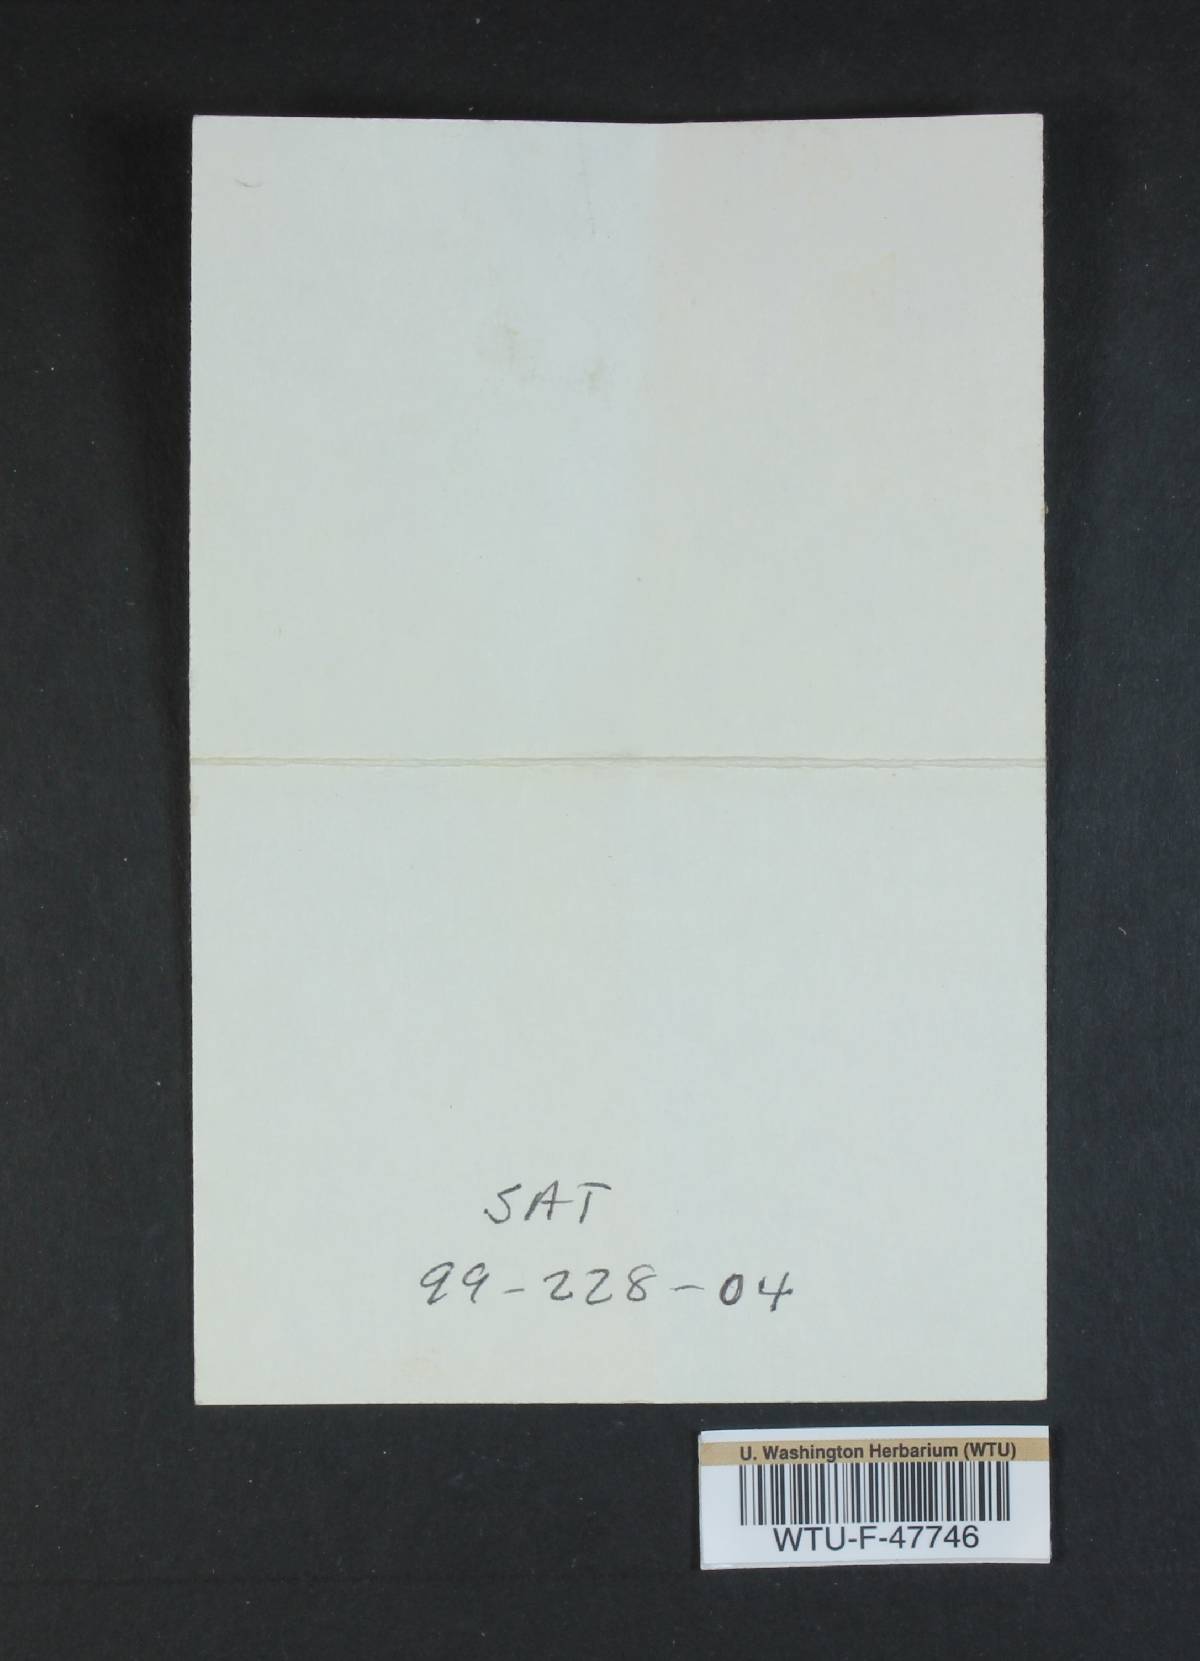 SAT
99-228-04
U. Washington Herbarium (WTU)
WTU-F-47746